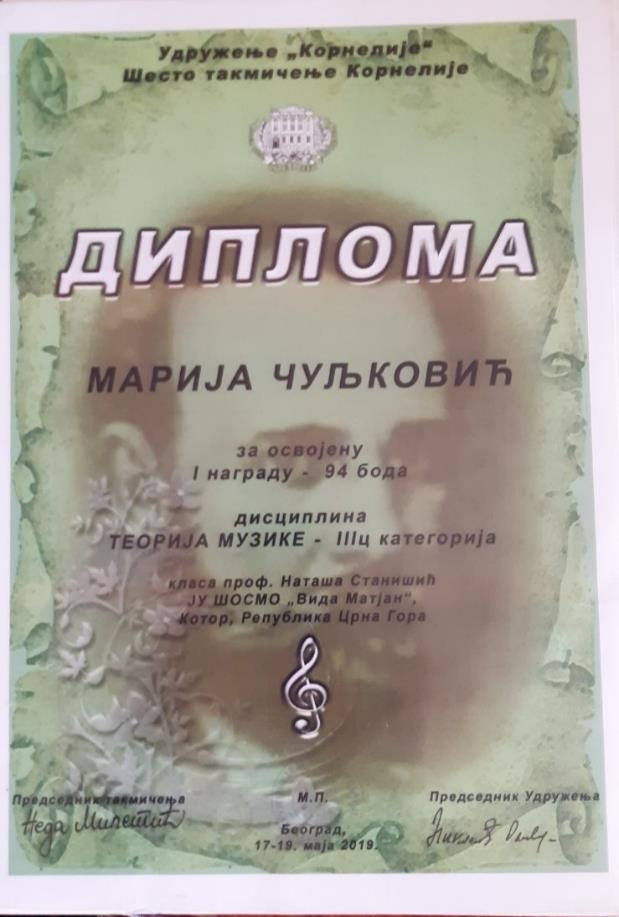 Удружење „Корнелије“
Шесто такмичење Корнелије
ДИПЛОМА
МАРИЈА ЧУЉКОВИЋ
за освојену
I награду - 94 бода
дисциплина
ТЕОРИЈА МУЗИКЕ - IIIц категорија
класа проф. Наташа Станишић
ЈУ ШОСМО „Вида Матјан“,
Котор, Република Црна Гора
Председник такмичења
М.П.
Председник Удружења
Неда Милетић
Београд,
17-19. маја 2019.